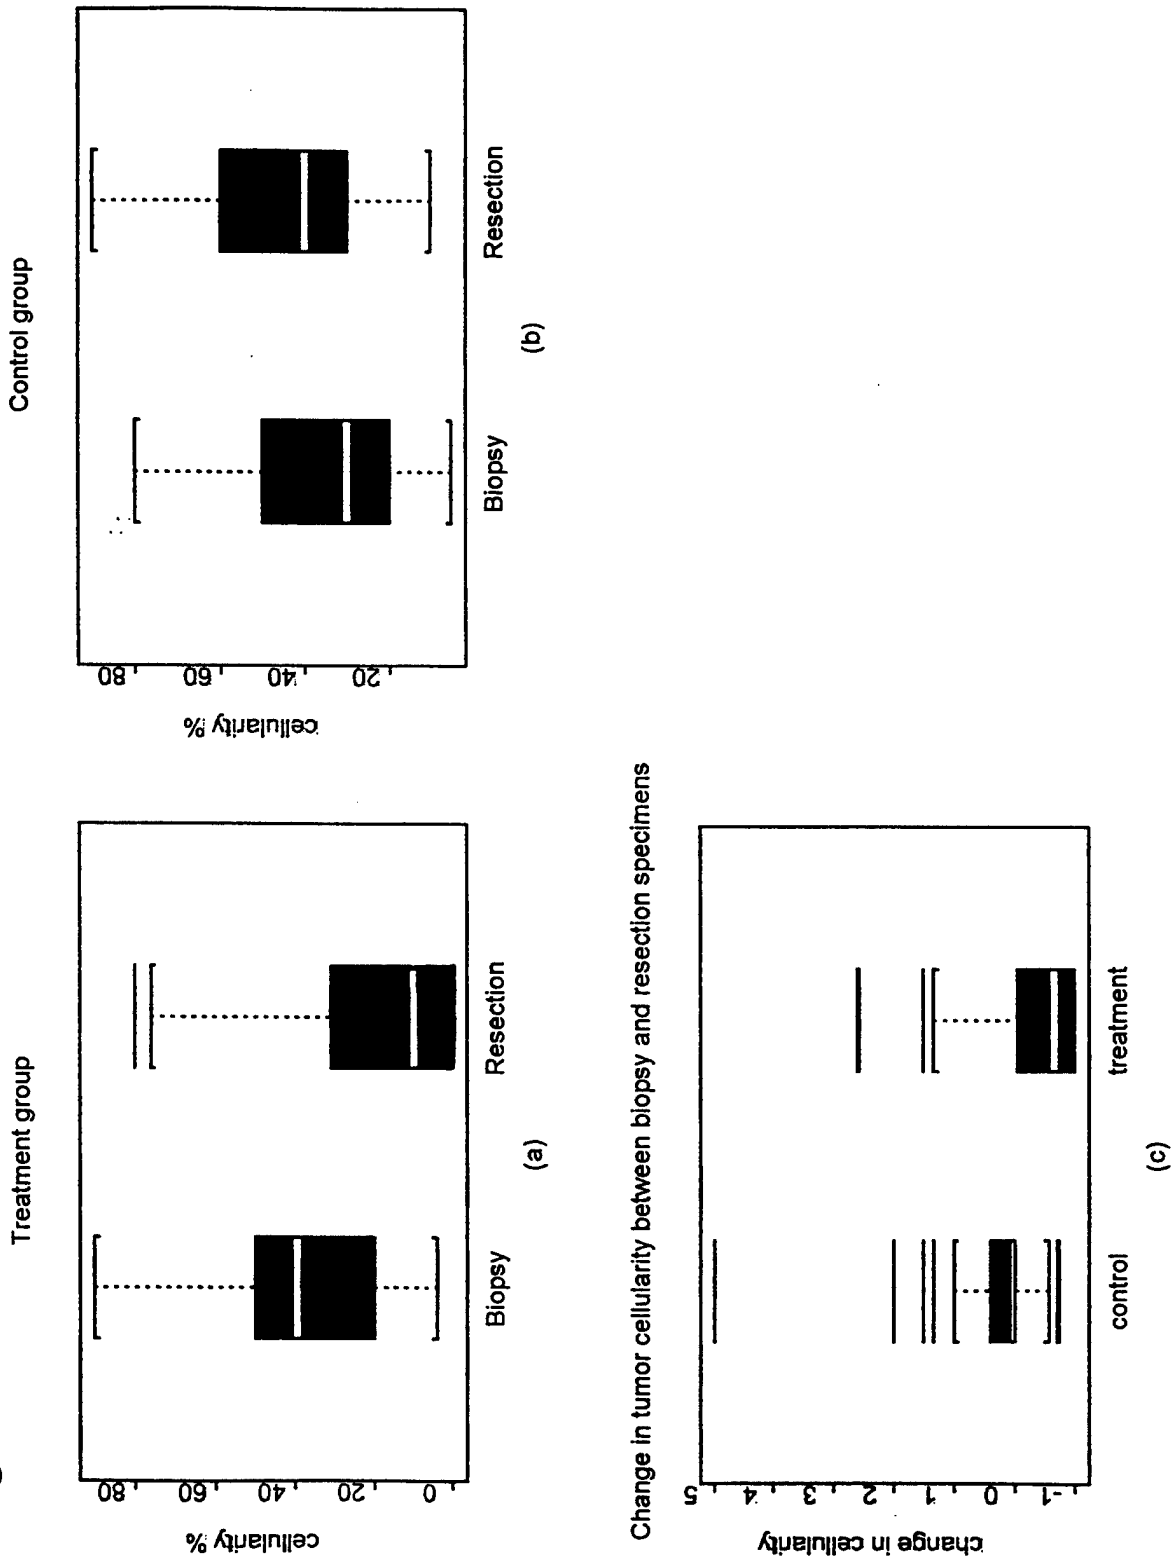 Treatment group
cellularity %
80
60
40
20
0
Biopsy
Resection
(a)
Control group
cellularity %
80
60
40
20
Biopsy
Resection
(b)
Change in tumor cellularity between biopsy and resection specimens
change in cellularity
5
4
3
2
1
0
-1
control
treatment
(c)